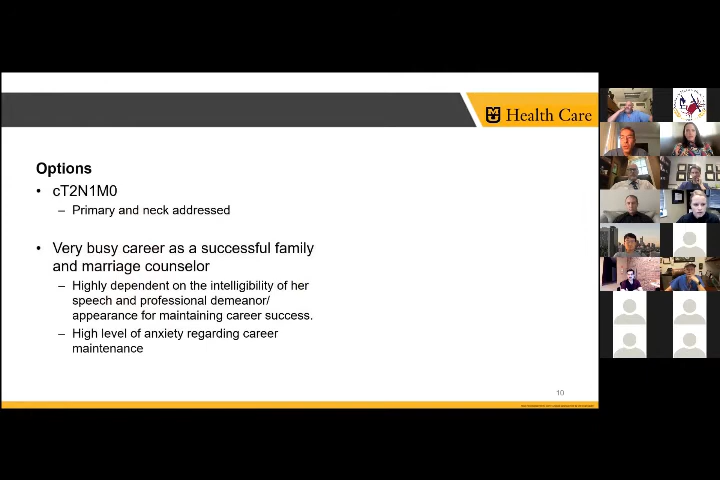 Health Care
Options
• cT2N1M0
– Primary and neck addressed
• Very busy career as a successful family
and marriage counselor
– Highly dependent on the intelligibility of her
speech and professional demeanor/
appearance for maintaining career success.
– High level of anxiety regarding career
maintenance
10